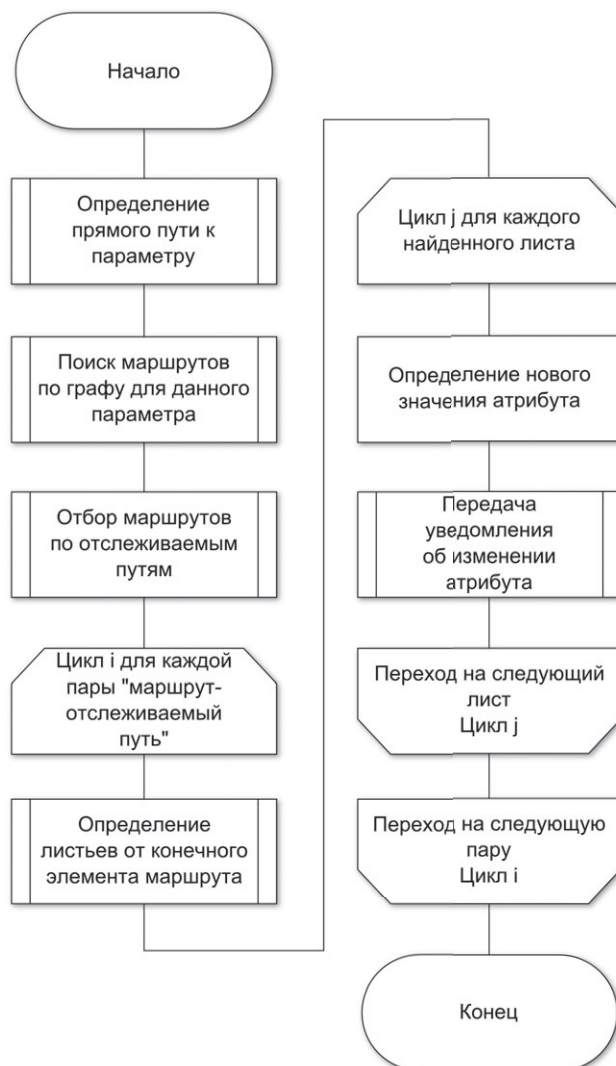 Начало
Определение
прямого пути к
параметру
Поиск маршрутов
по графу для данного
параметра
Отбор маршрутов
по отслеживаемым
путям
Цикл i для каждой
пары "маршрут-
отслеживаемый
путь"
Определение
листьев от конечного
элемента маршрута
Цикл j для каждого
найденного листа
Определение нового
значения атрибута
Передача
уведомления
об изменении
атрибута
Переход на следующий
лист
Цикл j
Переход на следующую
пару
Цикл i
Конец